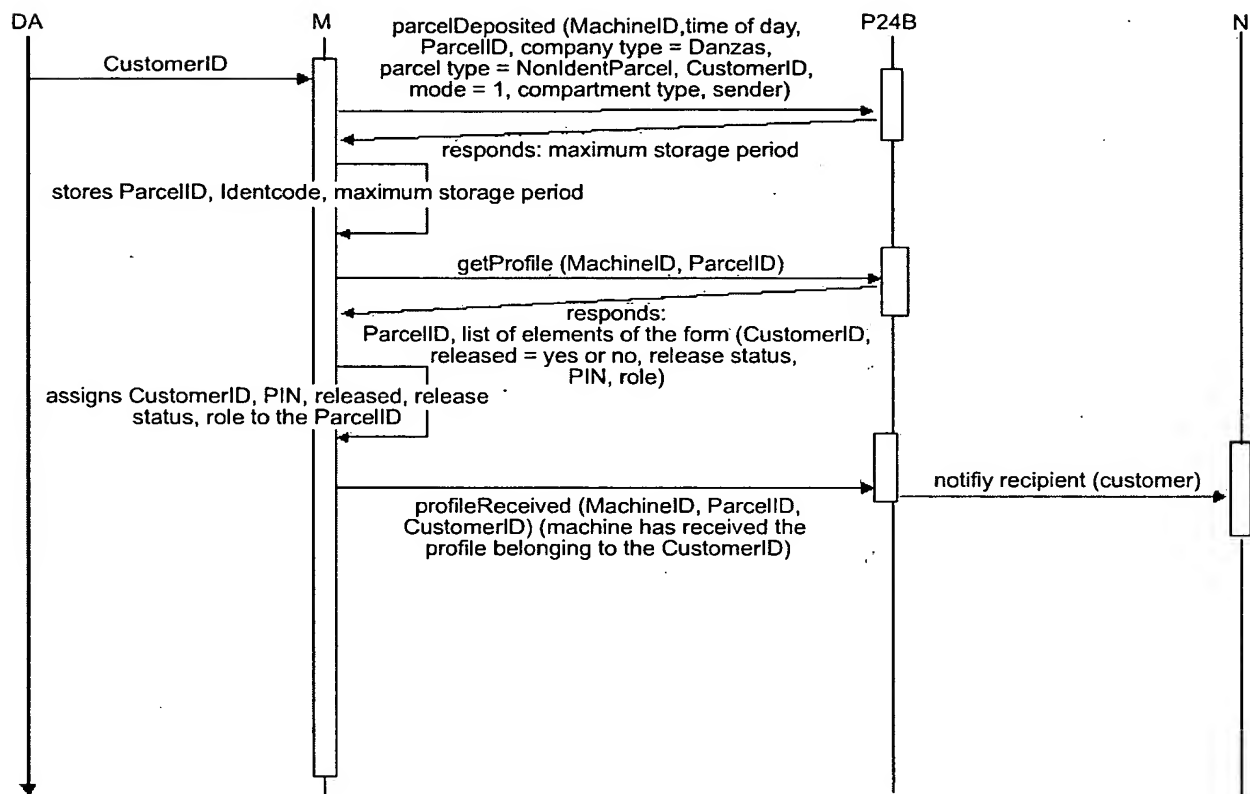 DA
M
P24B
N
parcelDeposited (MachineID,time of day,
ParcelID, company type = Danzas,
parcel type = NonIdentParcel, CustomerID,
mode = 1, compartment type, sender)
CustomerID
responds: maximum storage period
stores ParcelID, Identcode, maximum storage period
getProfile (MachineID, ParcelID)
responds:
ParcelID, list of elements of the form (CustomerID,
released = yes or no, release status,
PIN, role)
assigns CustomerID, PIN, released, release
status, role to the ParcelID
notifiy recipient (customer)
profileReceived (MachineID, ParcelID,
CustomerID) (machine has received the
profile belonging to the CustomerID)